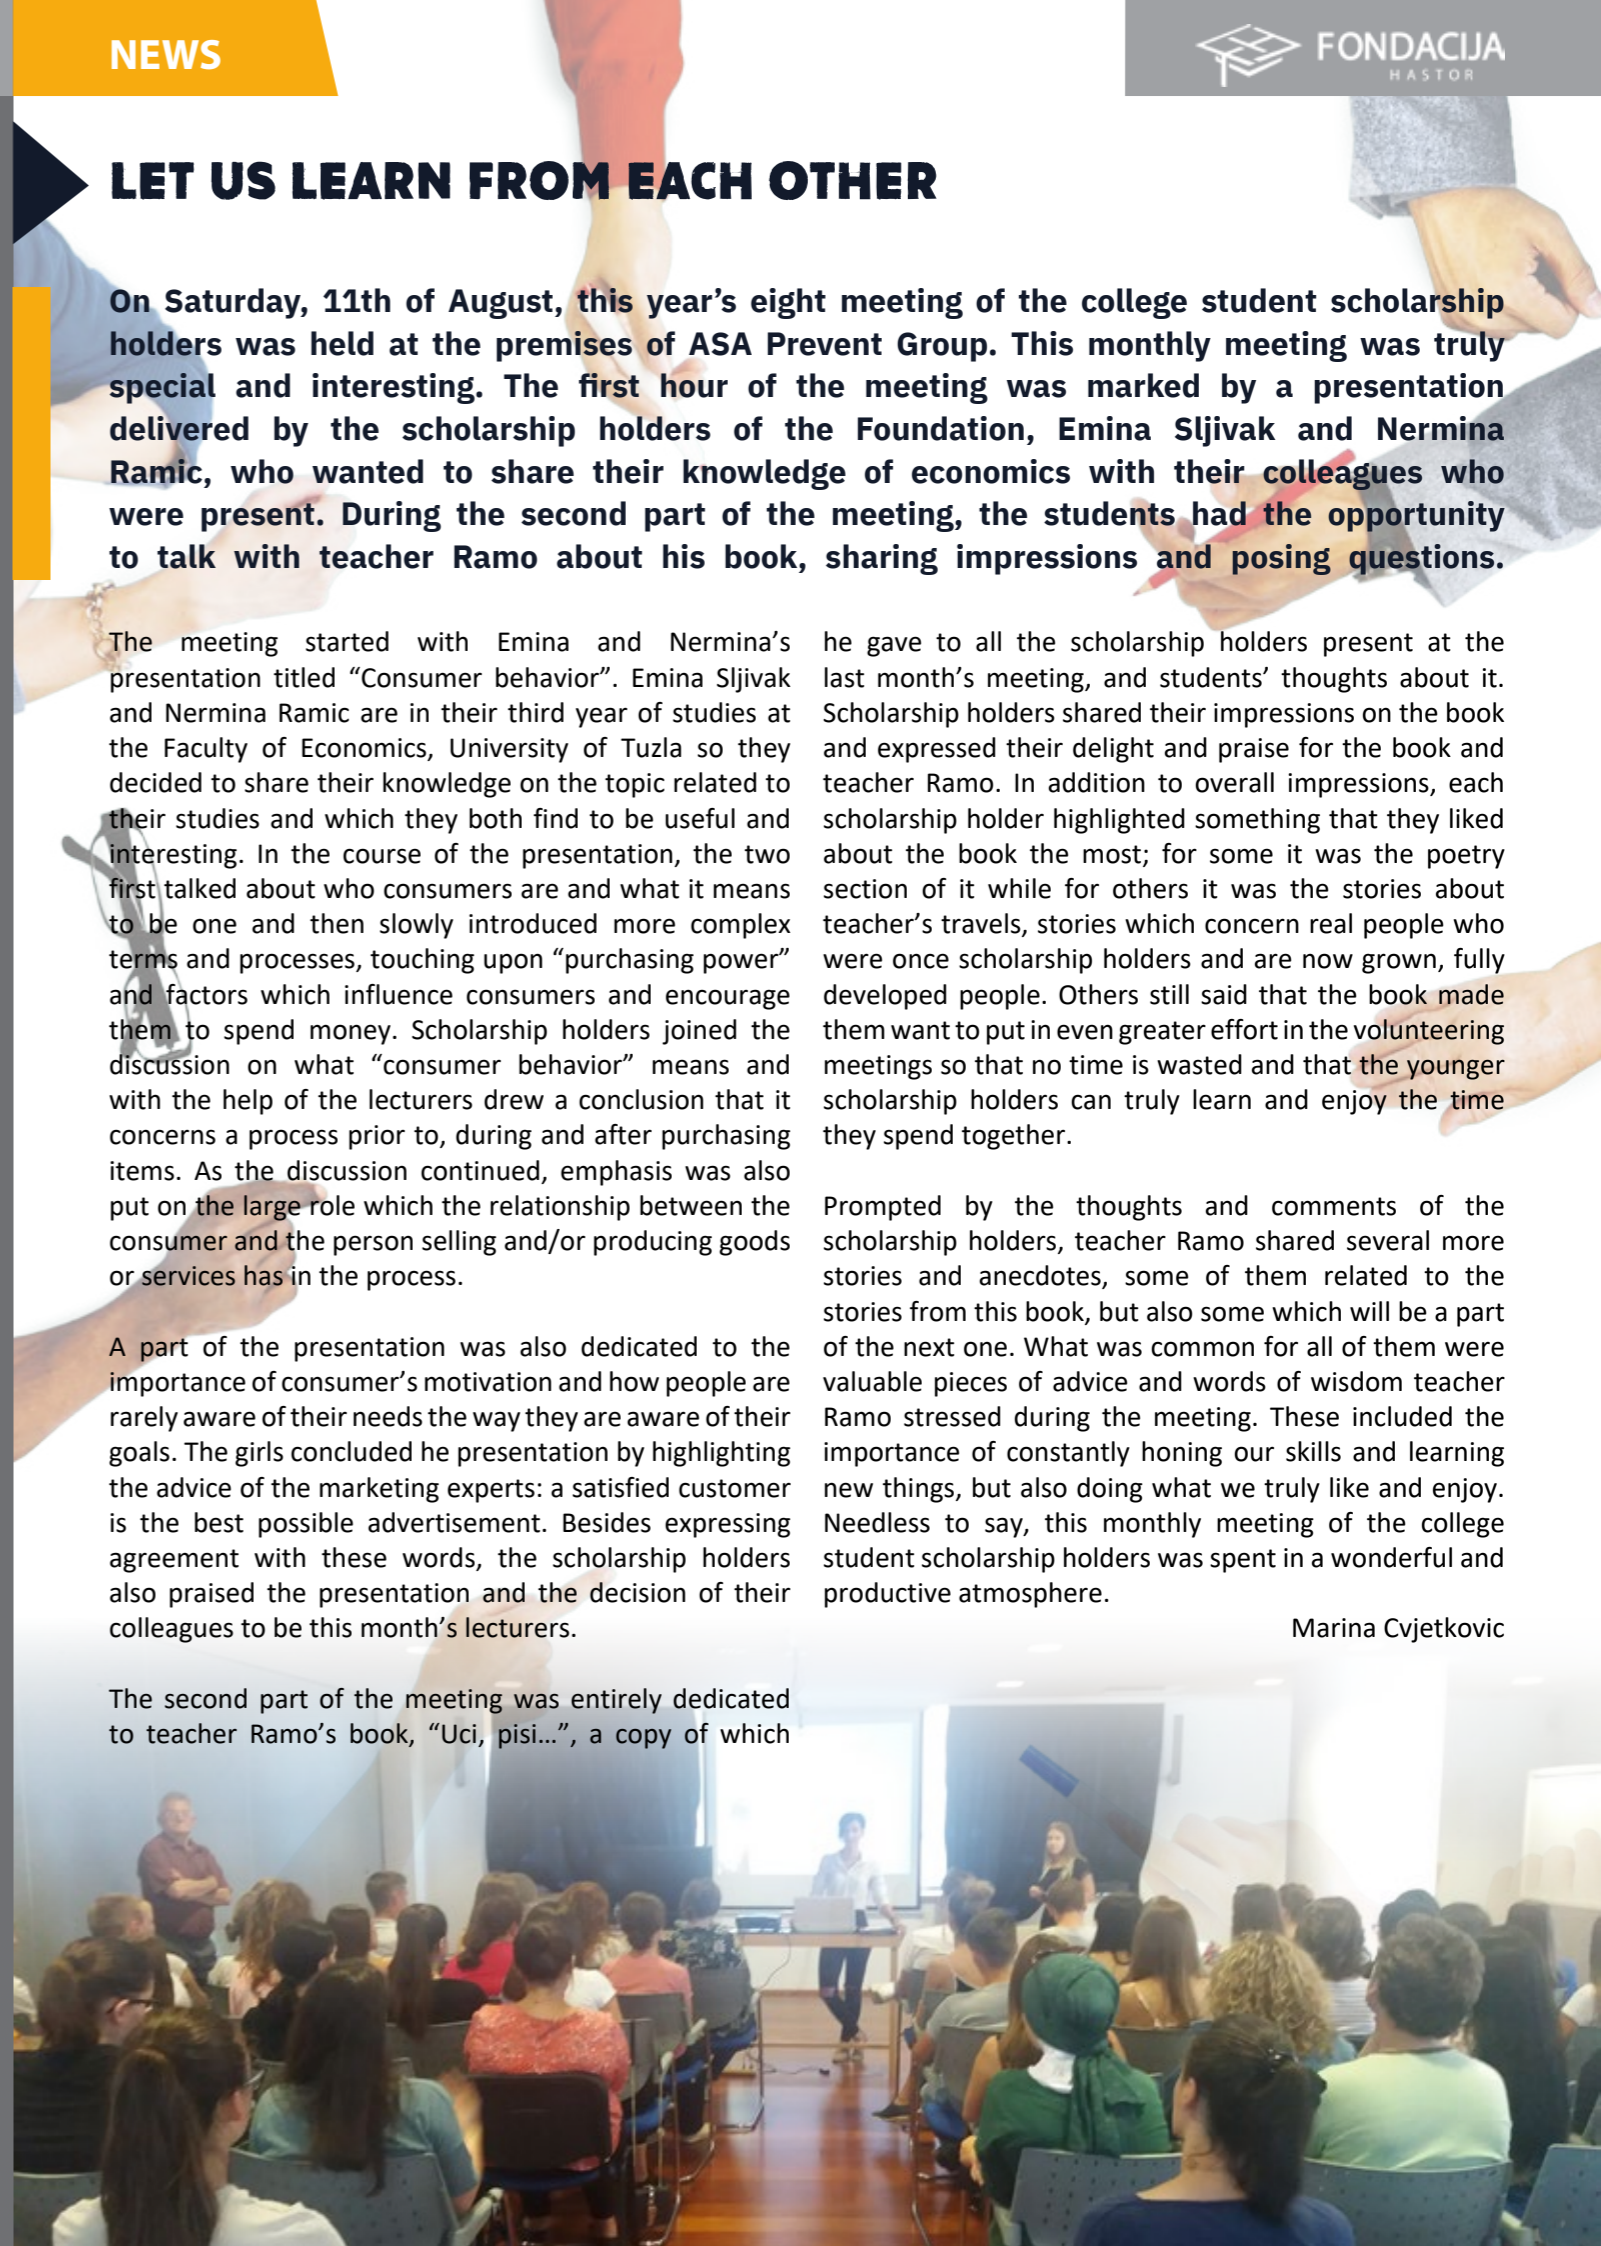 NEWS
FONDACIJA
HASTOR
LET US LEARN FROM EACH OTHER
On Saturday, 11th of August, this year’s eight meeting of the college student scholarship
holders was held at the premises of ASA Prevent Group. This monthly meeting was truly
special and interesting. The first hour of the meeting was marked by a presentation
delivered by the scholarship holders of the Foundation, Emina Sljivak and Nermina
Ramic, who wanted to share their knowledge of economics with their colleagues who
were present. During the second part of the meeting, the students had the opportunity
to talk with teacher Ramo about his book, sharing impressions and posing questions.
The meeting started with Emina and Nermina’s
presentation titled “Consumer behavior”. Emina Sljivak
and Nermina Ramic are in their third year of studies at
the Faculty of Economics, University of Tuzla so they
decided to share their knowledge on the topic related to
their studies and which they both find to be useful and
interesting. In the course of the presentation, the two
first talked about who consumers are and what it means
to be one and then slowly introduced more complex
terms and processes, touching upon “purchasing power”
and factors which influence consumers and encourage
them to spend money. Scholarship holders joined the
discussion on what “consumer behavior” means and
with the help of the lecturers drew a conclusion that it
concerns a process prior to, during and after purchasing
items. As the discussion continued, emphasis was also
put on the large role which the relationship between the
consumer and the person selling and/or producing goods
or services has in the process.
A part of the presentation was also dedicated to the
importance of consumer’s motivation and how people are
rarely aware of their needs the way they are aware of their
goals. The girls concluded he presentation by highlighting
the advice of the marketing experts: a satisfied customer
is the best possible advertisement. Besides expressing
agreement with these words, the scholarship holders
also praised the presentation and the decision of their
colleagues to be this month’s lecturers.
The second part of the meeting was entirely dedicated
to teacher Ramo’s book, “Uci, pisi...”, a copy of which
he gave to all the scholarship holders present at the
last month’s meeting, and students’ thoughts about it.
Scholarship holders shared their impressions on the book
and expressed their delight and praise for the book and
teacher Ramo. In addition to overall impressions, each
scholarship holder highlighted something that they liked
about the book the most; for some it was the poetry
section of it while for others it was the stories about
teacher’s travels, stories which concern real people who
were once scholarship holders and are now grown, fully
developed people. Others still said that the book made
them want to put in even greater effort in the volunteering
meetings so that no time is wasted and that the younger
scholarship holders can truly learn and enjoy the time
they spend together.
Prompted by the thoughts and comments of the
scholarship holders, teacher Ramo shared several more
stories and anecdotes, some of them related to the
stories from this book, but also some which will be a part
of the next one. What was common for all of them were
valuable pieces of advice and words of wisdom teacher
Ramo stressed during the meeting. These included the
importance of constantly honing our skills and learning
new things, but also doing what we truly like and enjoy.
Needless to say, this monthly meeting of the college
student scholarship holders was spent in a wonderful and
productive atmosphere.
Marina Cvjetkovic